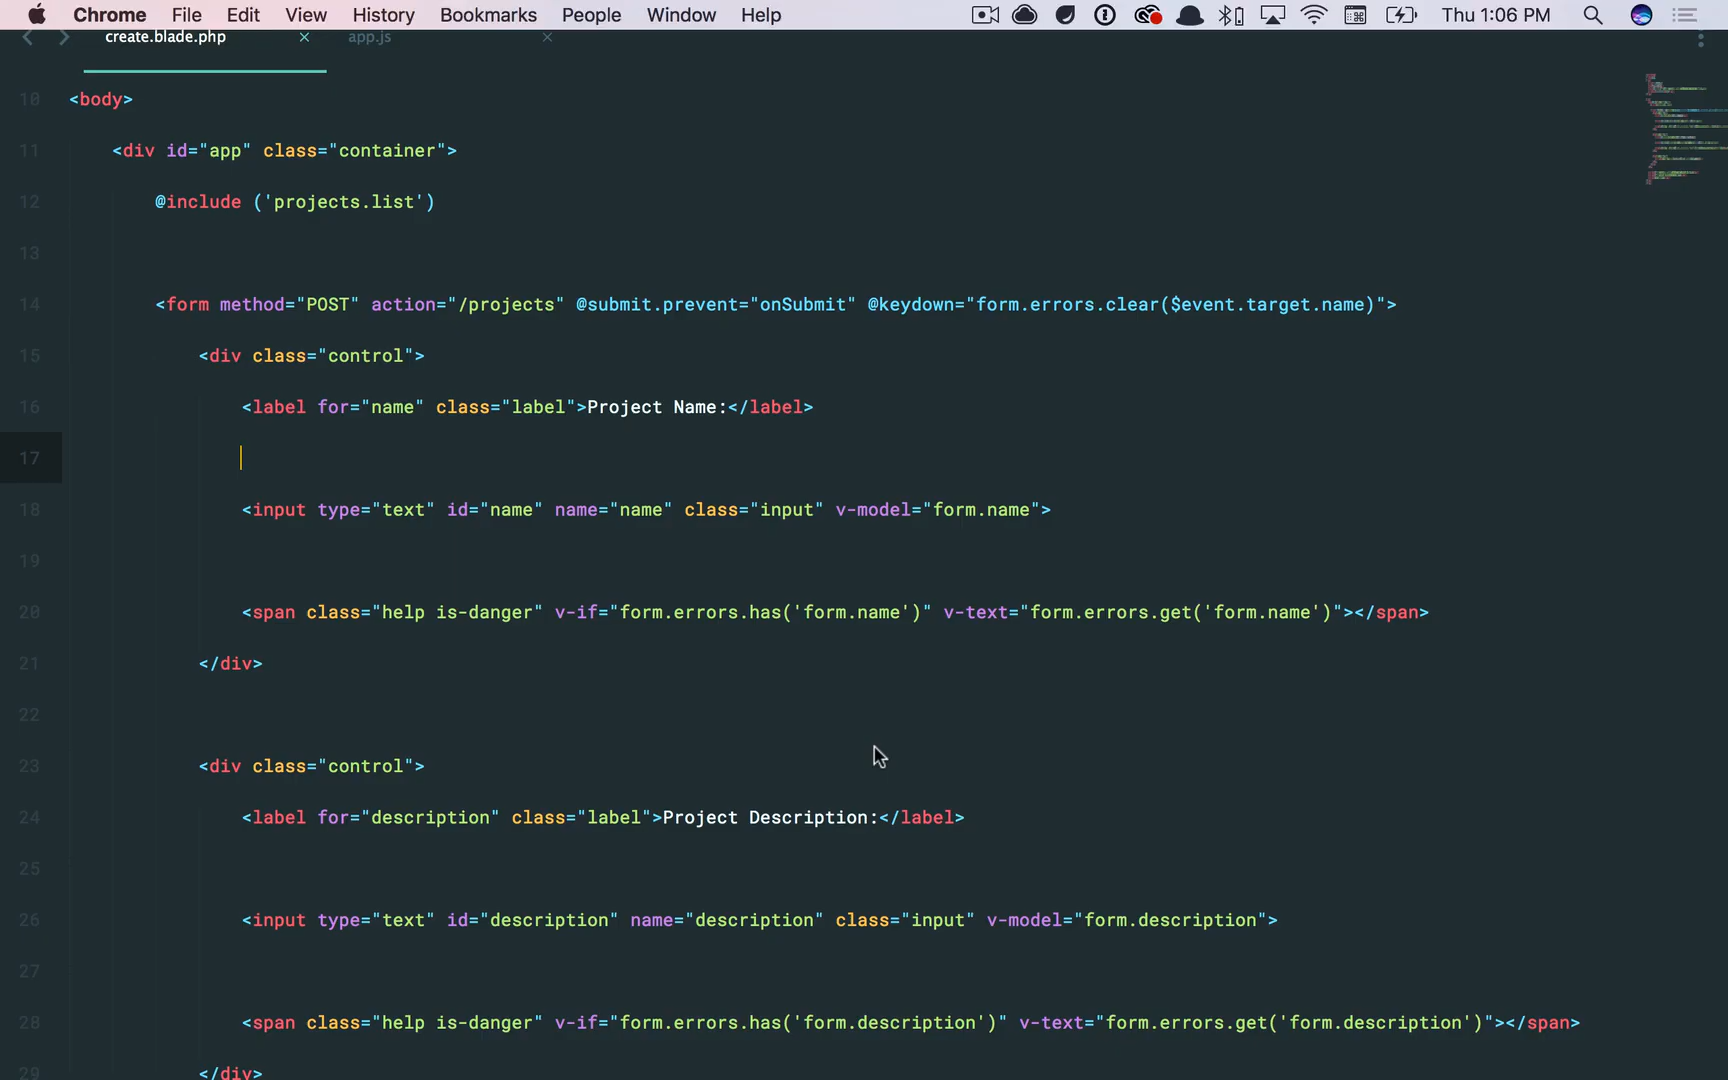 Chrome File Edit View History Bookmarks People Window Help Thu 1:06 PM
create.blade.php × app.js ×
10 <body>
11 <div id="app" class="container">
12 @include ('projects.list')
13
14 <form method="POST" action="/projects" @submit.prevent="onSubmit" @keydown="form.errors.clear($event.target.name)">
15 <div class="control">
16 <label for="name" class="label">Project Name:</label>
17
18 <input type="text" id="name" name="name" class="input" v-model="form.name">
19
20 <span class="help is-danger" v-if="form.errors.has('form.name')" v-text="form.errors.get('form.name')"></span>
21 </div>
22
23 <div class="control">
24 <label for="description" class="label">Project Description:</label>
25
26 <input type="text" id="description" name="description" class="input" v-model="form.description">
27
28 <span class="help is-danger" v-if="form.errors.has('form.description')" v-text="form.errors.get('form.description')"></span>
29 </div>